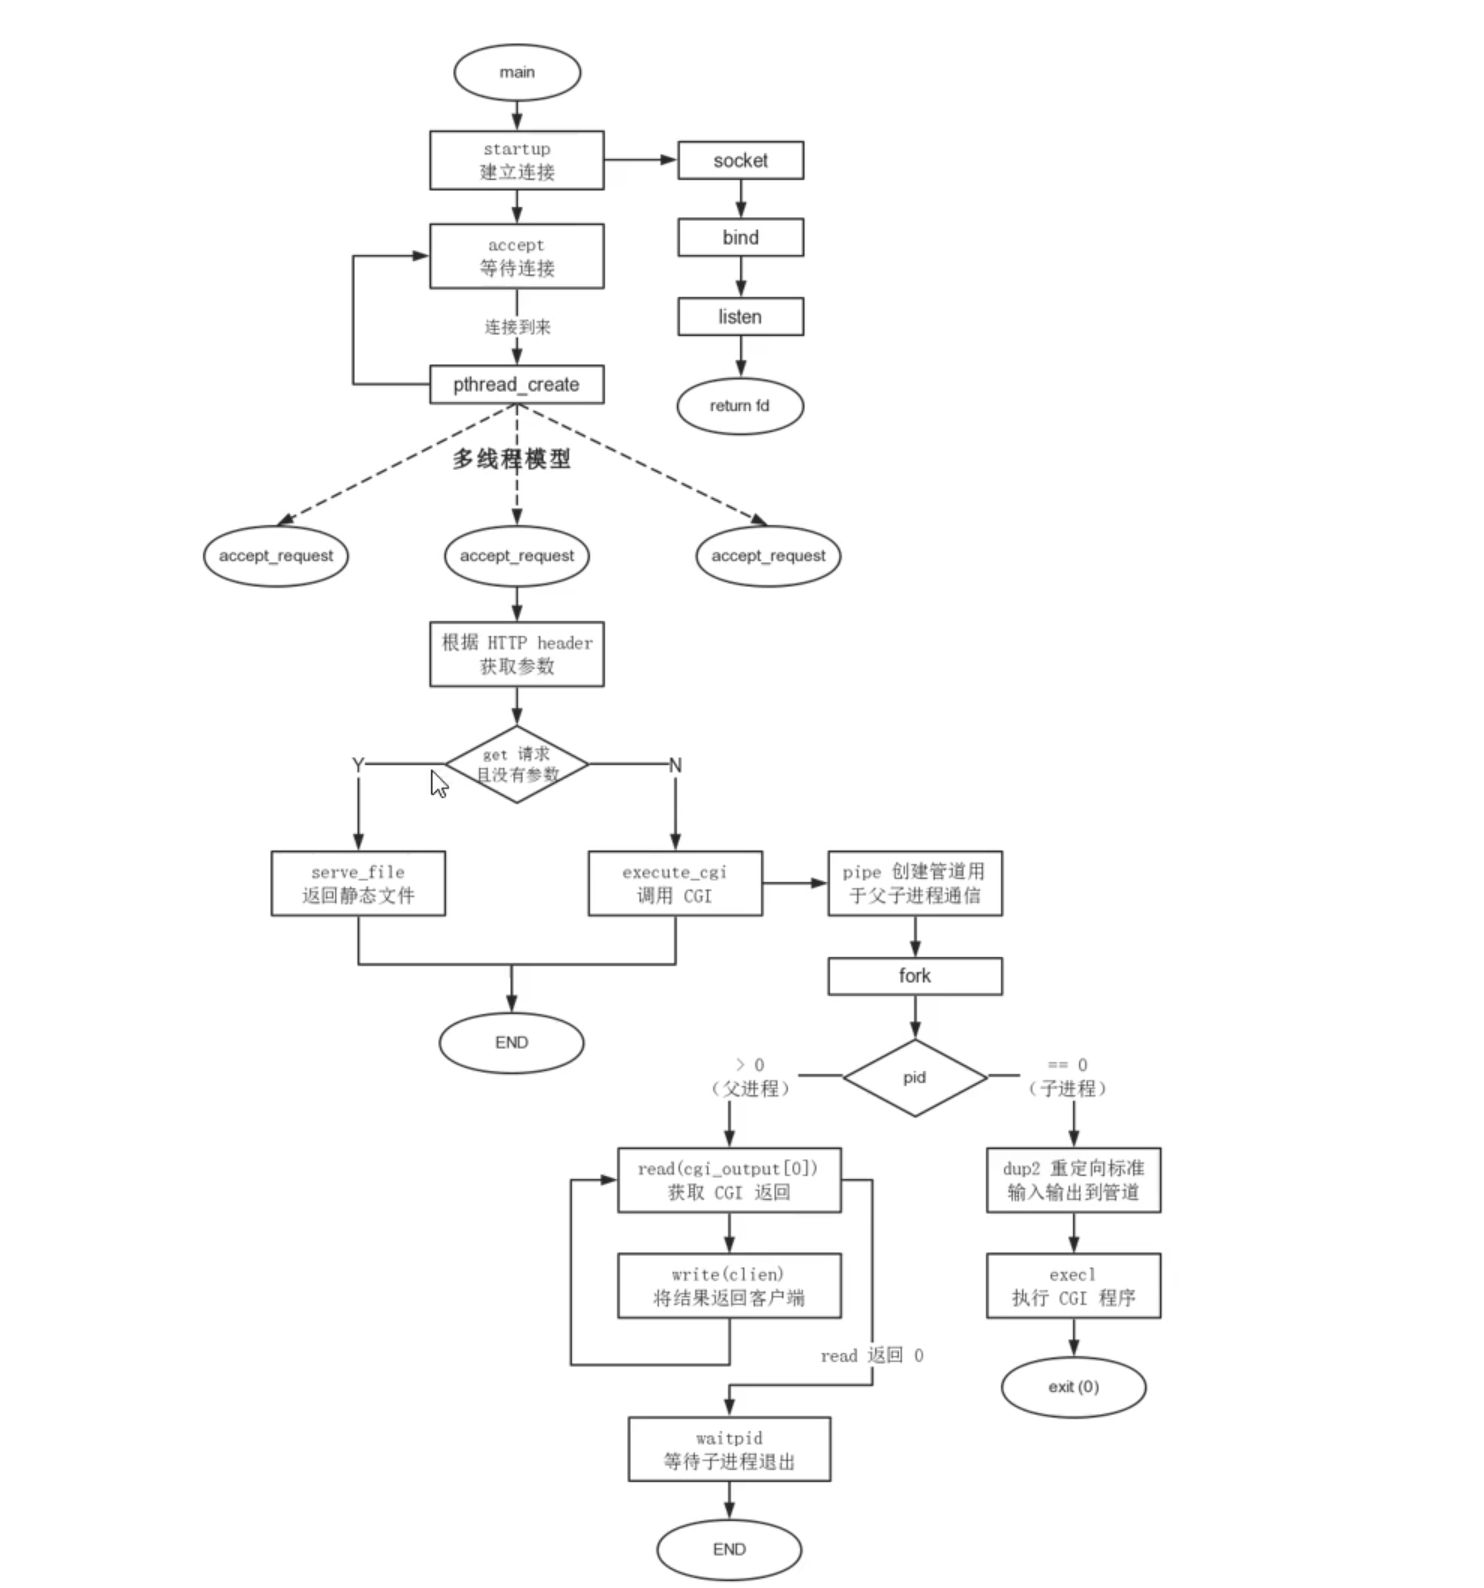 main
startup
建立连接
socket
accept
等待连接
bind
连接到来
listen
pthread_create
return fd
多线程模型
accept_request
accept_request
accept_request
根据 HTTP header
获取参数
get 请求
且没有参数
Y
N
serve_file
返回静态文件
execute_cgi
调用 CGI
pipe 创建管道用
于父子进程通信
fork
END
pid
> 0
（父进程）
== 0
（子进程）
read(cgi_output[0])
获取 CGI 返回
dup2 重定向标准
输入输出到管道
write(clien)
将结果返回客户端
execl
执行 CGI 程序
read 返回 0
exit (0)
waitpid
等待子进程退出
END